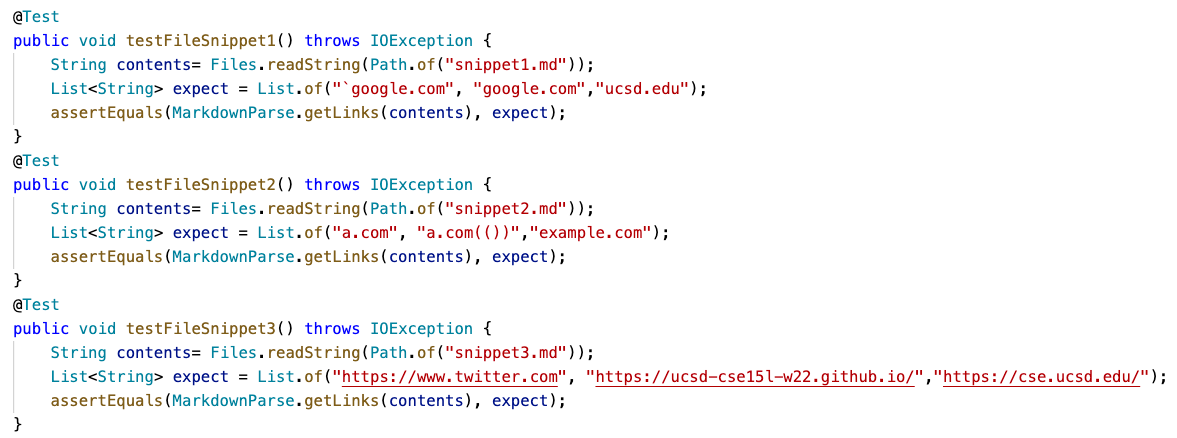 @Test
public void testFileSnippet1() throws IOException {
    String contents= Files.readString(Path.of("snippet1.md"));
    List<String> expect = List.of("`google.com", "google.com","ucsd.edu");
    assertEquals(MarkdownParse.getLinks(contents), expect);
}
@Test
public void testFileSnippet2() throws IOException {
    String contents= Files.readString(Path.of("snippet2.md"));
    List<String> expect = List.of("a.com", "a.com(())","example.com");
    assertEquals(MarkdownParse.getLinks(contents), expect);
}
@Test
public void testFileSnippet3() throws IOException {
    String contents= Files.readString(Path.of("snippet3.md"));
    List<String> expect = List.of("https://www.twitter.com", "https://ucsd-cse15l-w22.github.io/","https://cse.ucsd.edu/");
    assertEquals(MarkdownParse.getLinks(contents), expect);
}